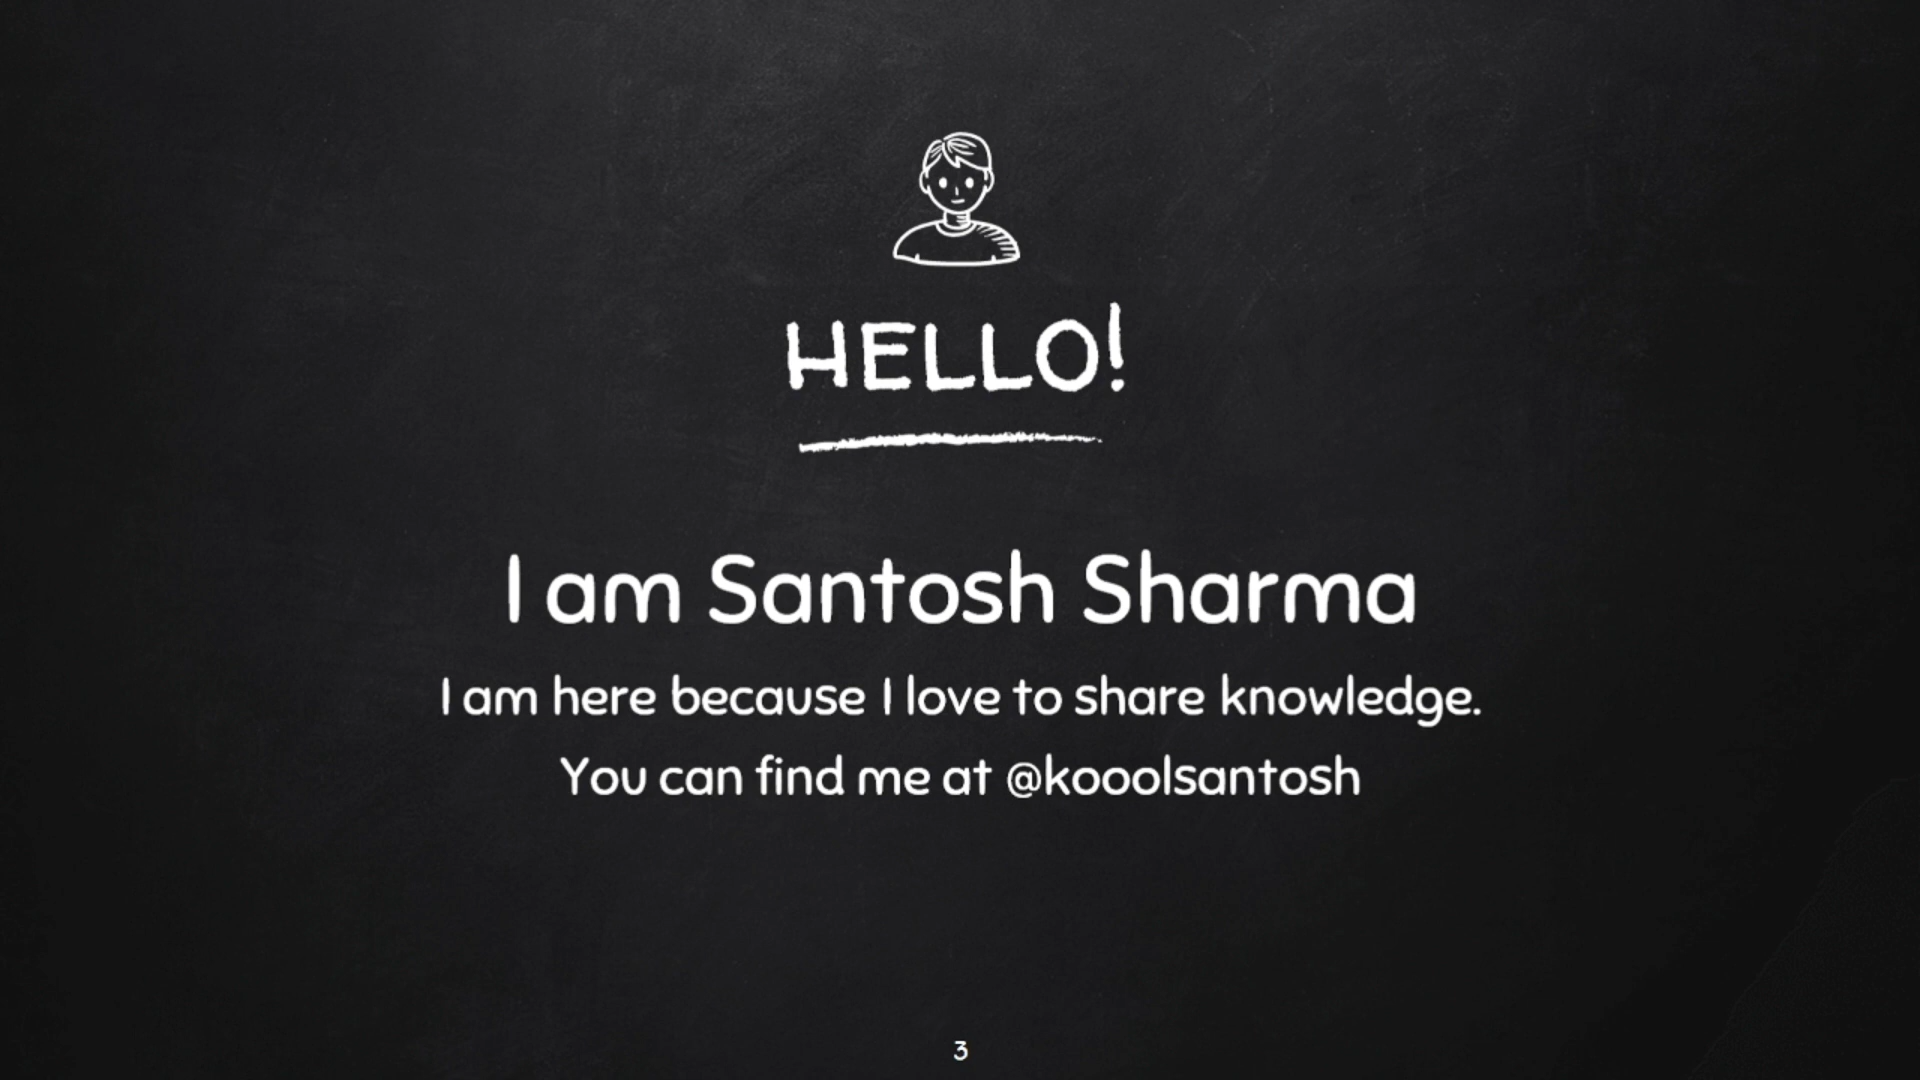 HELLO!
I am Santosh Sharma
I am here because I love to share knowledge.
You can find me at @kooolsantosh
3